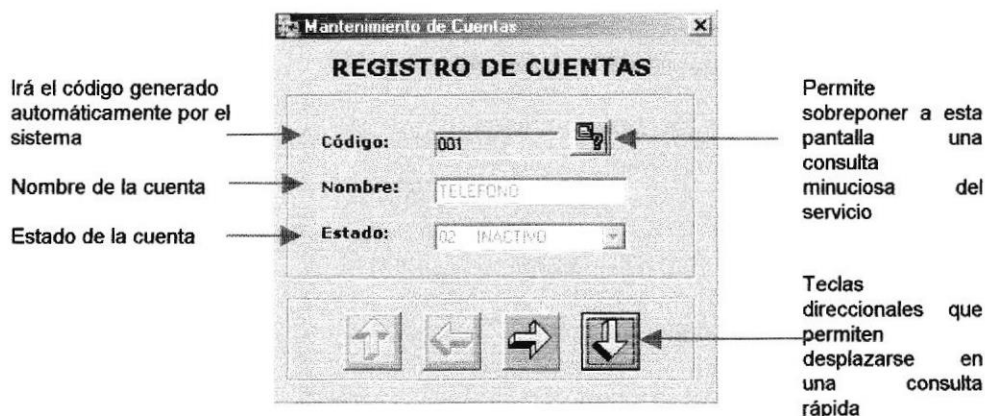 Mantenimiento de Cuentas
REGISTRO DE CUENTAS
Irá el código generado
automáticamente por el
sistema
Nombre de la cuenta
Estado de la cuenta
Código:
001
Nombre:
TELEFONO
Estado:
02 INACTIVO
Permite
sobreponer a esta
pantalla una
consulta
minuciosa del
servicio
Teclas
direccionales que
permiten
desplazarse en
una consulta
rápida